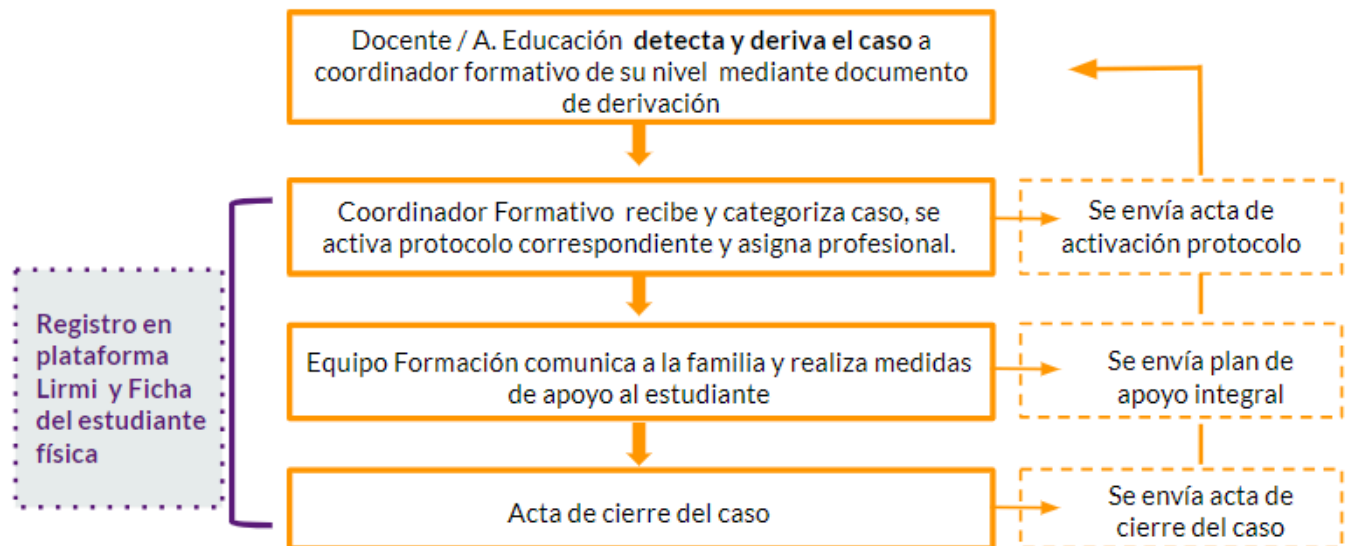 Docente / A. Educación detecta y deriva el caso a
coordinador formativo de su nivel mediante documento
de derivación
Coordinador Formativo recibe y categoriza caso, se
activa protocolo correspondiente y asigna profesional.
Se envía acta de
activación protocolo
Registro en
plataforma
Lirmi y Ficha
del estudiante
física
Equipo Formación comunica a la familia y realiza medidas
de apoyo al estudiante
Se envía plan de
apoyo integral
Acta de cierre del caso
Se envía acta de
cierre del caso